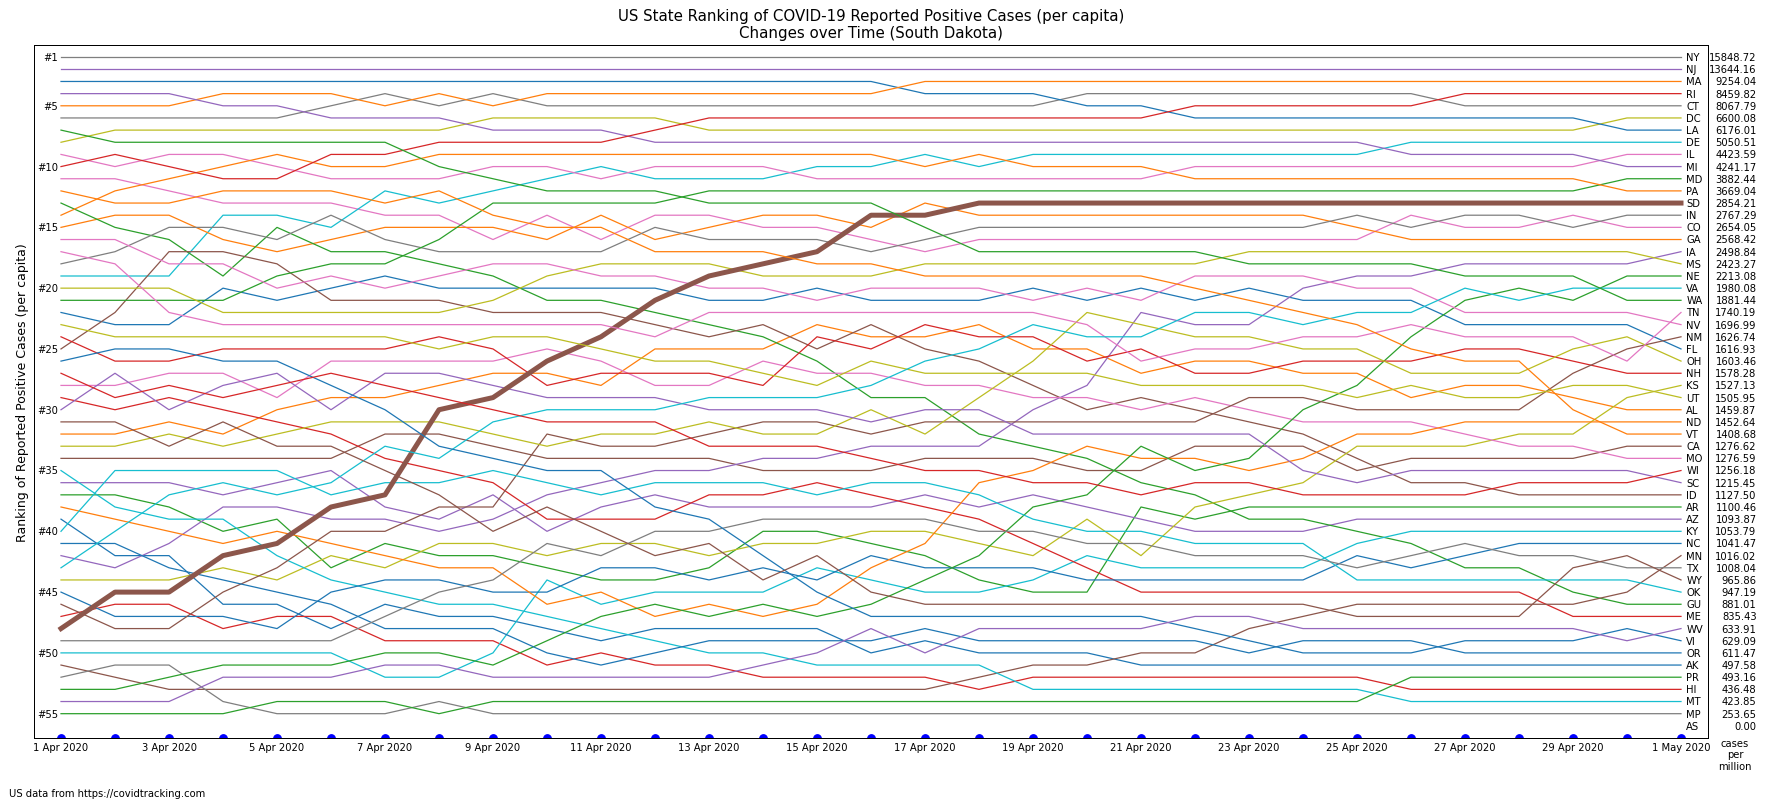 US State Ranking of COVID-19 Reported Positive Cases (per capita)
Changes over Time (South Dakota)
Ranking of Reported Positive Cases (per capita)
#1
#5
#10
#15
#20
#25
#30
#35
#40
#45
#50
#55
NY 15848.72
NJ 13644.16
MA 9254.04
RI 8459.82
CT 8067.79
DC 6600.08
LA 6176.01
DE 5050.51
IL 4423.59
MI 4241.17
MD 3882.44
PA 3669.04
SD 2854.21
IN 2767.29
CO 2654.05
GA 2568.42
IA 2498.84
MS 2423.27
NE 2213.08
VA 1980.08
WA 1881.44
TN 1740.19
NV 1696.99
NM 1626.74
FL 1616.93
OH 1603.46
NH 1578.28
KS 1527.13
UT 1505.95
AL 1459.87
ND 1452.64
VT 1408.68
CA 1276.62
MO 1276.59
WI 1256.18
SC 1215.45
ID 1127.50
AR 1100.46
AZ 1093.87
KY 1053.79
NC 1041.47
MN 1016.02
TX 1008.04
WY 965.86
OK 947.19
GU 881.01
ME 835.43
WV 633.91
VI 629.09
OR 611.47
AK 497.58
PR 493.16
HI 436.48
MT 423.85
MP 253.65
AS 0.00
1 Apr 2020 3 Apr 2020 5 Apr 2020 7 Apr 2020 9 Apr 2020 11 Apr 2020 13 Apr 2020 15 Apr 2020 17 Apr 2020 19 Apr 2020 21 Apr 2020 23 Apr 2020 25 Apr 2020 27 Apr 2020 29 Apr 2020 1 May 2020
cases
per
million
US data from https://covidtracking.com